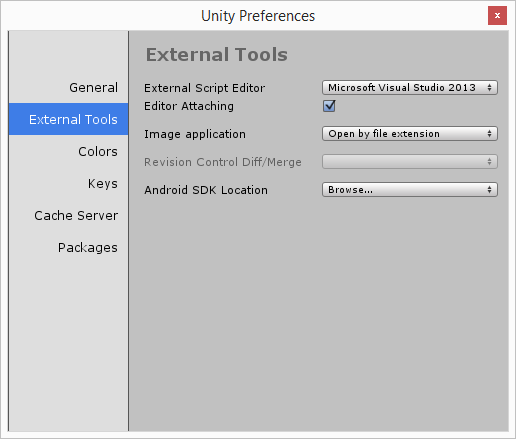 Unity Preferences
x
General
External Tools
Colors
Keys
Cache Server
Packages
External Tools
External Script Editor Microsoft Visual Studio 2013
Editor Attaching
Image application Open by file extension
Revision Control Diff/Merge
Android SDK Location Browse...